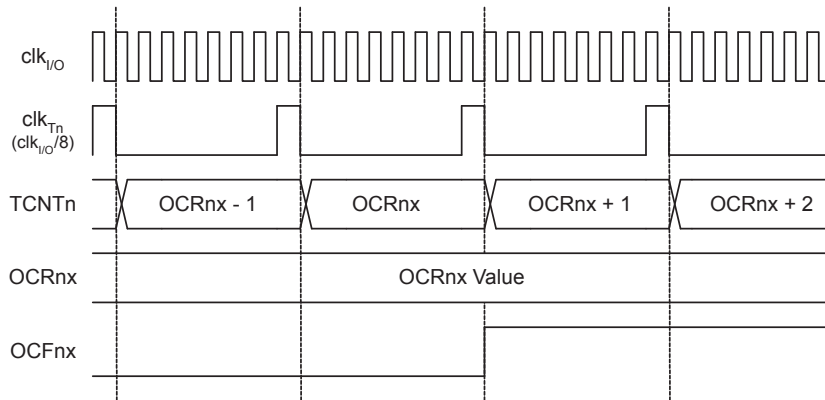 clkI/O
clkTn
(clkI/O/8)
TCNTn OCRnx - 1 OCRnx OCRnx + 1 OCRnx + 2
OCRnx OCRnx Value
OCFnx